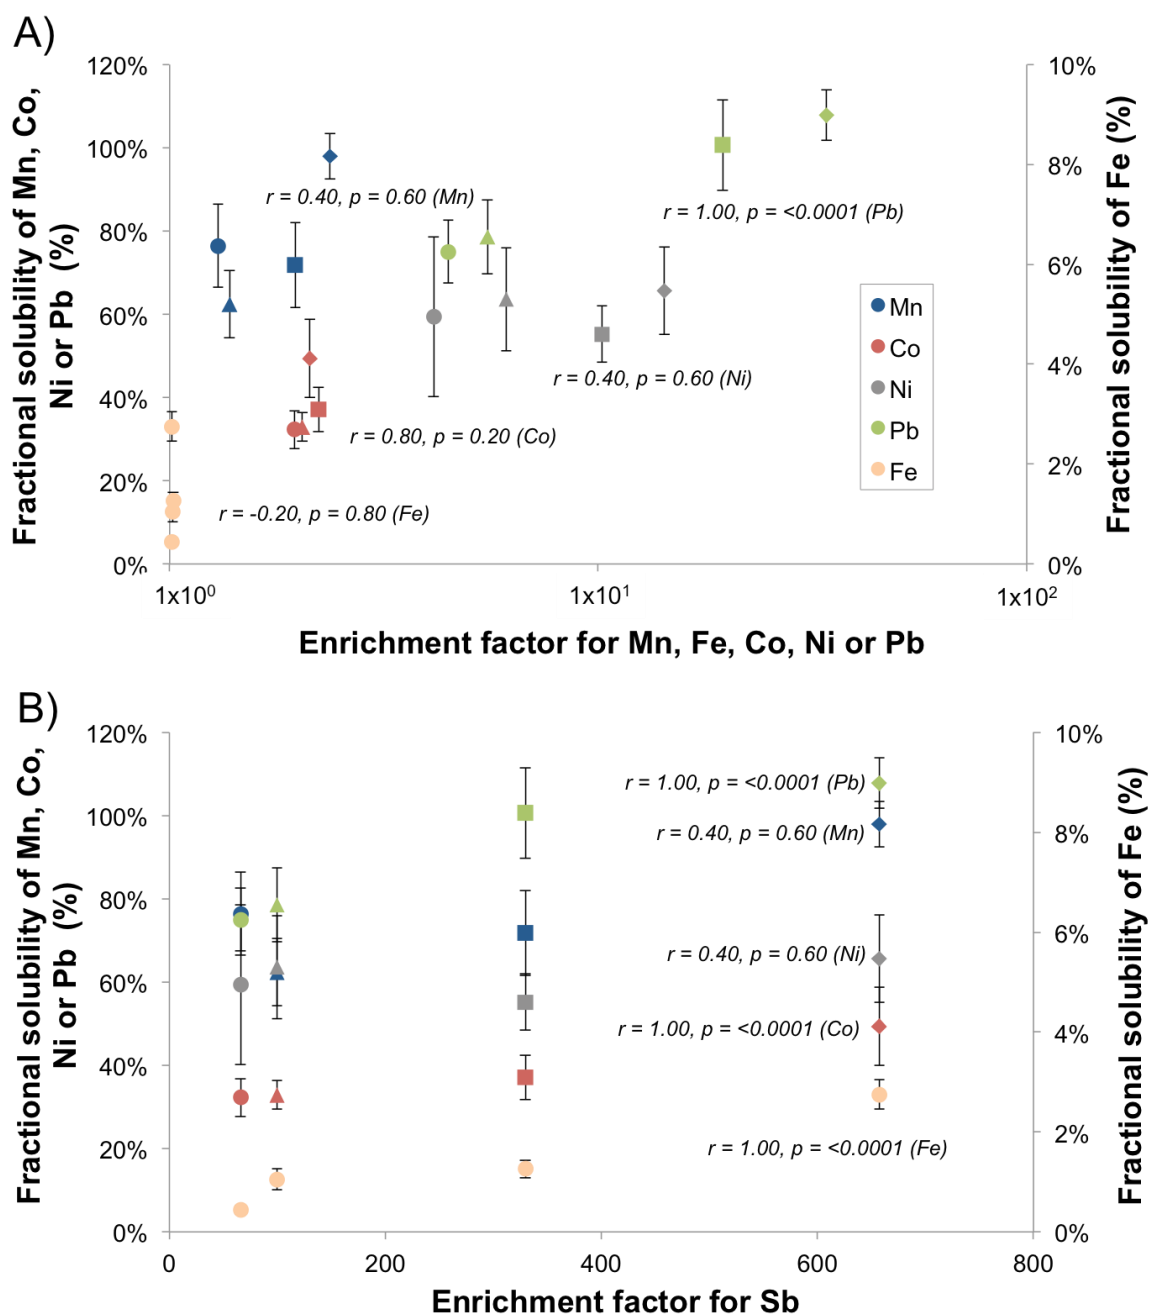 A)
120%
100%
80%
60%
40%
20%
0%
10%
8%
6%
4%
2%
0%
Fractional solubility of Mn, Co,
Ni or Pb (%)
Fractional solubility of Fe (%)
r = 0.40, p = 0.60 (Mn)
r = 1.00, p = <0.0001 (Pb)
r = 0.40, p = 0.60 (Ni)
r = 0.80, p = 0.20 (Co)
r = -0.20, p = 0.80 (Fe)
Mn
Co
Ni
Pb
Fe
1x10⁰
1x10¹
1x10²
Enrichment factor for Mn, Fe, Co, Ni or Pb
B)
120%
100%
80%
60%
40%
20%
0%
10%
8%
6%
4%
2%
0%
Fractional solubility of Mn, Co,
Ni or Pb (%)
Fractional solubility of Fe (%)
r = 1.00, p = <0.0001 (Pb)
r = 0.40, p = 0.60 (Mn)
r = 0.40, p = 0.60 (Ni)
r = 1.00, p = <0.0001 (Co)
r = 1.00, p = <0.0001 (Fe)
0
200
400
600
800
Enrichment factor for Sb